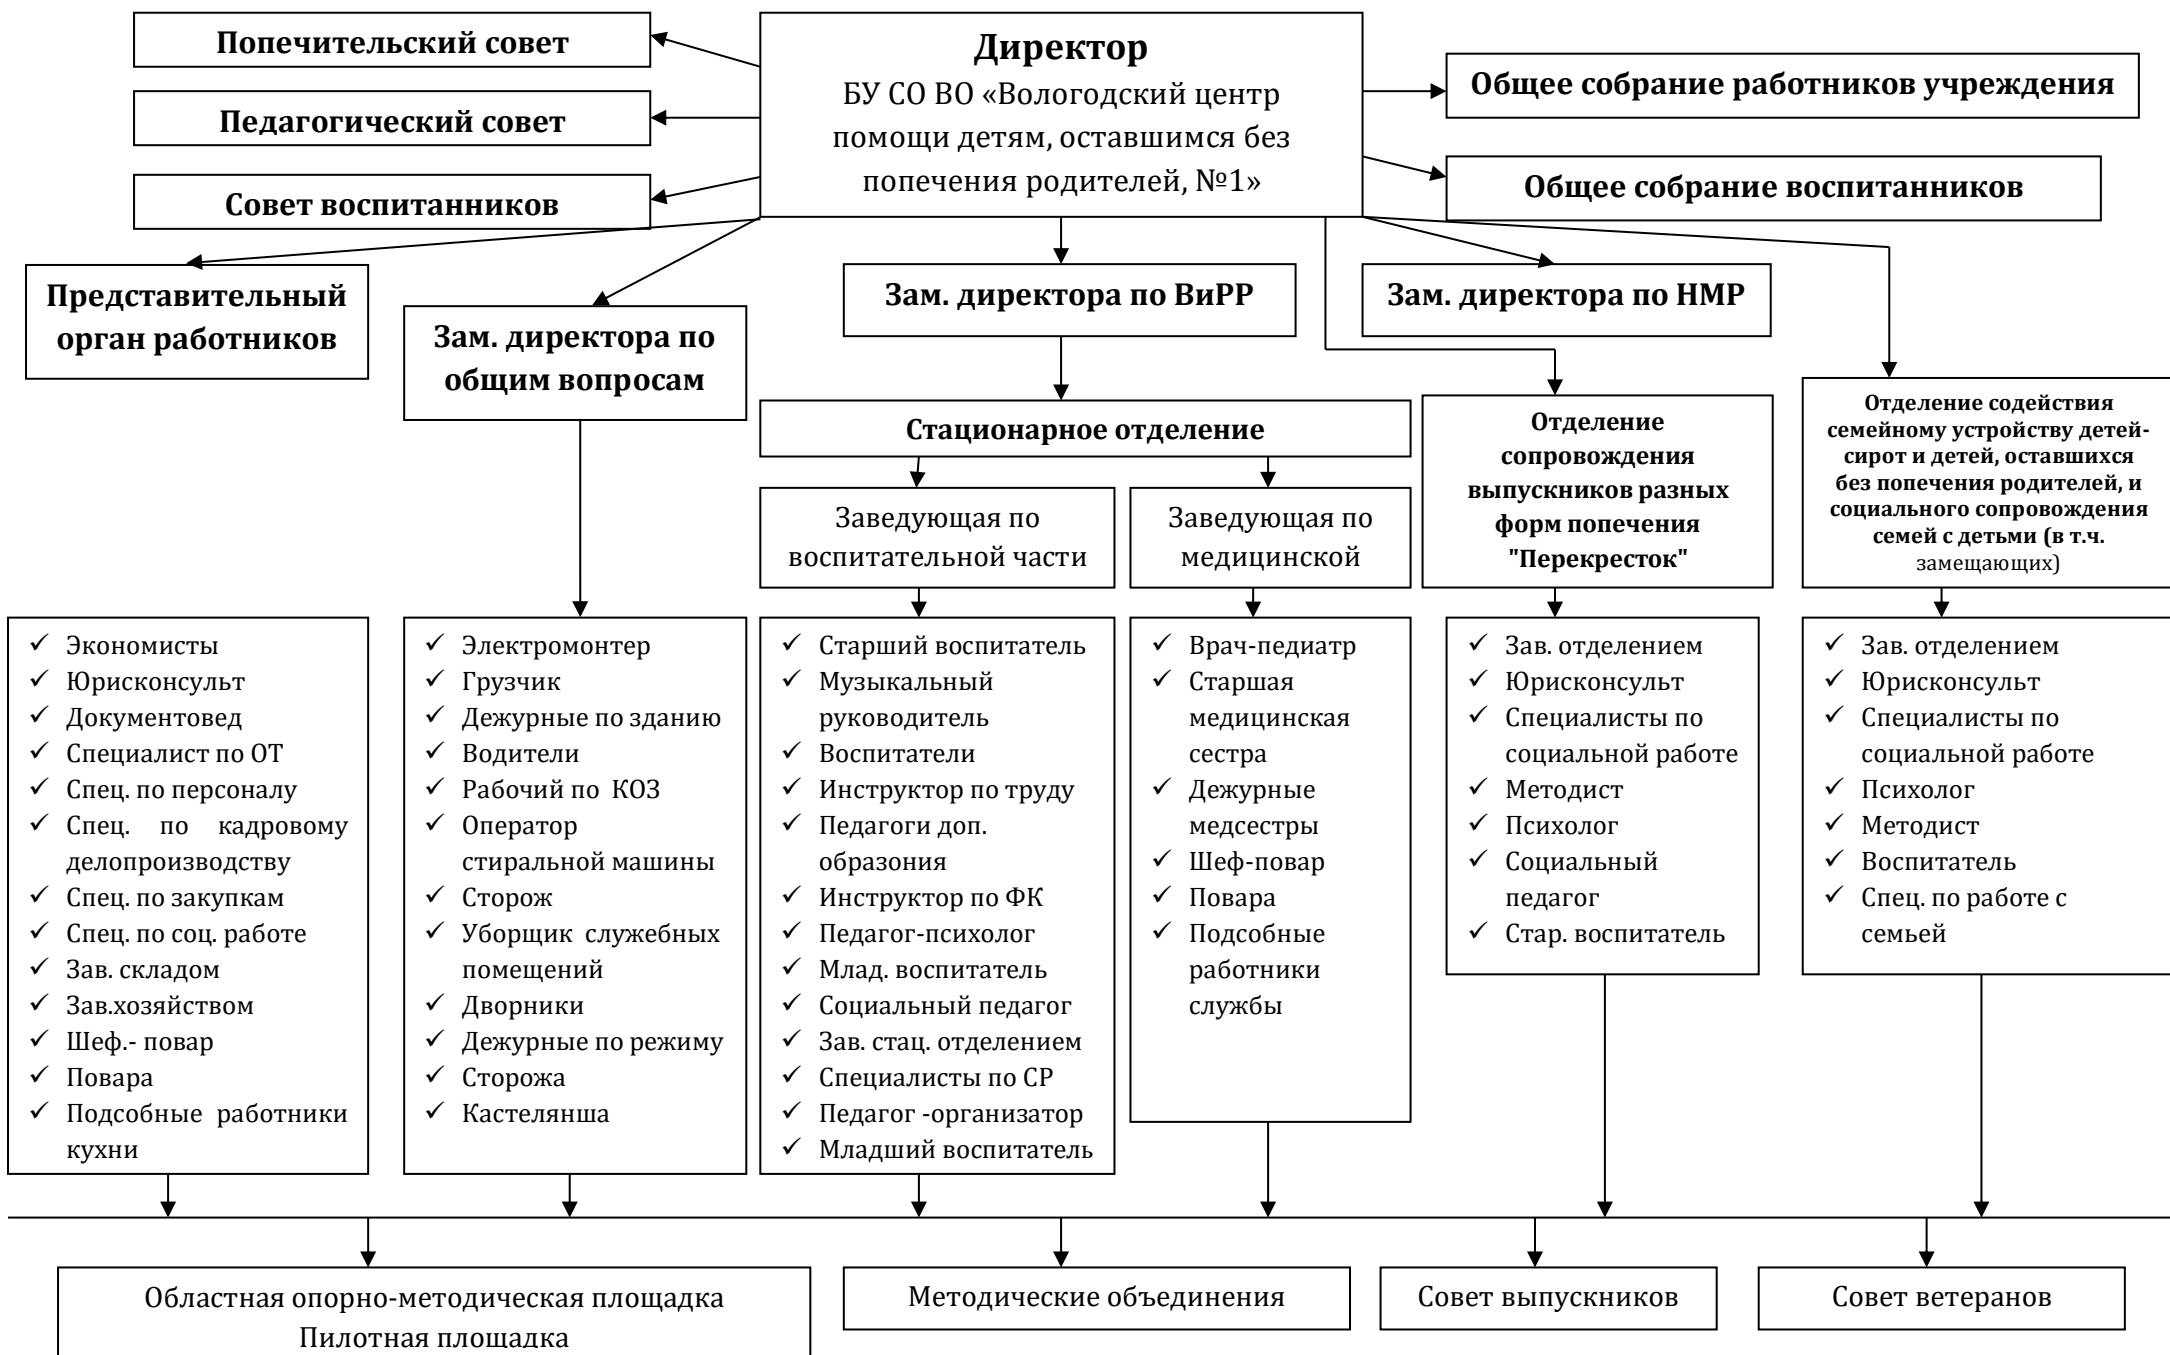 Директор
БУ СО ВО «Вологодский центр
помощи детям, оставшимся без
попечения родителей, №1»
Попечительский совет
Педагогический совет
Совет воспитанников
Общее собрание работников учреждения
Общее собрание воспитанников
Представительный
орган работников
Зам. директора по
общим вопросам
Зам. директора по ВиРР
Зам. директора по НМР
Стационарное отделение
Отделение
сопровождения
выпускников разных
форм попечения
"Перекресток"
Отделение содействия
семейному устройству детей-
сирот и детей, оставшихся
без попечения родителей, и
социального сопровождения
семей с детьми (в т.ч.
замещающих)
Заведующая по
воспитательной части
Заведующая по
медицинской
✓ Экономисты
✓ Юрисконсульт
✓ Документовед
✓ Специалист по ОТ
✓ Спец. по персоналу
✓ Спец. по кадровому
делопроизводству
✓ Спец. по закупкам
✓ Спец. по соц. работе
✓ Зав. складом
✓ Зав.хозяйством
✓ Шеф.- повар
✓ Повара
✓ Подсобные работники
кухни
✓ Электромонтер
✓ Грузчик
✓ Дежурные по зданию
✓ Водители
✓ Рабочий по КОЗ
✓ Оператор
стиральной машины
✓ Сторож
✓ Уборщик служебных
помещений
✓ Дворники
✓ Дежурные по режиму
✓ Сторожа
✓ Кастелянша
✓ Старший воспитатель
✓ Музыкальный
руководитель
✓ Воспитатели
✓ Инструктор по труду
✓ Педагоги доп.
образония
✓ Инструктор по ФК
✓ Педагог-психолог
✓ Млад. воспитатель
✓ Социальный педагог
✓ Зав. стац. отделением
✓ Специалисты по СР
✓ Педагог -организатор
✓ Младший воспитатель
✓ Врач-педиатр
✓ Старшая
медицинская
сестра
✓ Дежурные
медсестры
✓ Шеф-повар
✓ Повара
✓ Подсобные
работники
службы
✓ Зав. отделением
✓ Юрисконсульт
✓ Специалисты по
социальной работе
✓ Методист
✓ Психолог
✓ Социальный
педагог
✓ Стар. воспитатель
✓ Зав. отделением
✓ Юрисконсульт
✓ Специалисты по
социальной работе
✓ Психолог
✓ Методист
✓ Воспитатель
✓ Спец. по работе с
семьей
Областная опорно-методическая площадка
Пилотная площадка
Методические объединения
Совет выпускников
Совет ветеранов